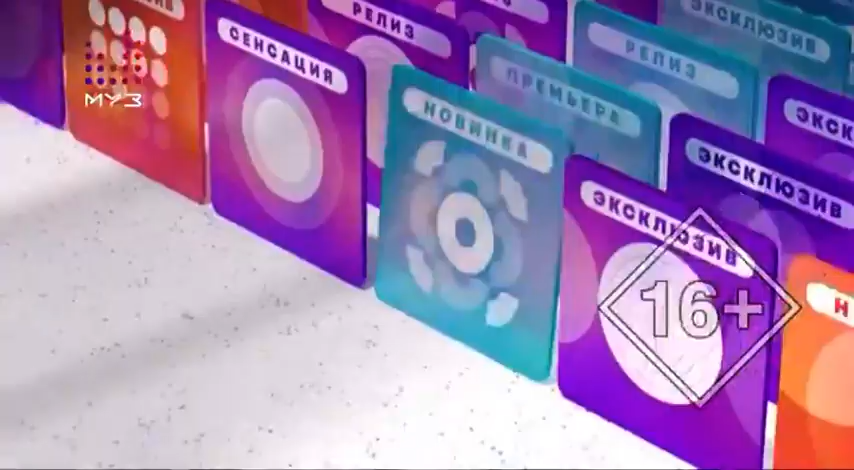 РЕЛИЗ
ЭКСКЛЮЗИВ
СЕНСАЦИЯ
РЕЛИЗ
МУЗ
ПРЕМЬЕРА
НОВИНКА
ЭКСКЛЮЗИВ
ЭКСКЛЮЗИВ
16+